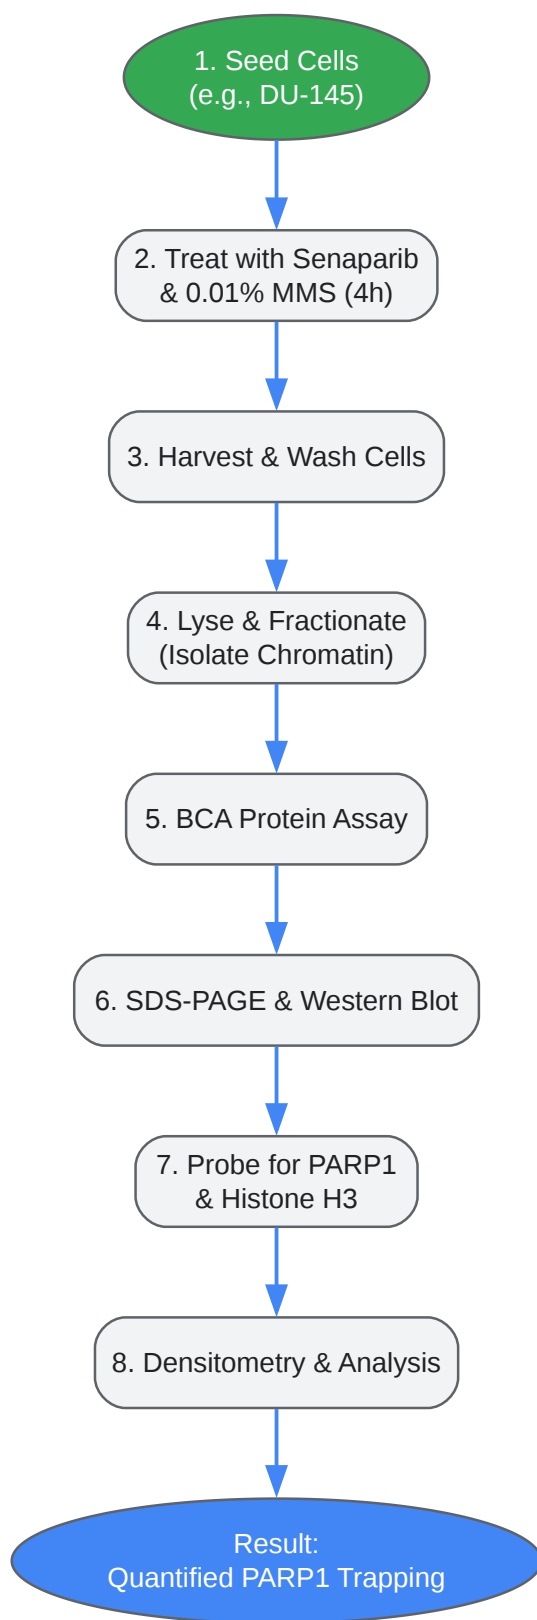 1. Seed Cells
(e.g., DU-145)
2. Treat with Senaparib
& 0.01% MMS (4h)
3. Harvest & Wash Cells
4. Lyse & Fractionate
(Isolate Chromatin)
5. BCA Protein Assay
6. SDS-PAGE & Western Blot
7. Probe for PARP1
& Histone H3
8. Densitometry & Analysis
Result:
Quantified PARP1 Trapping